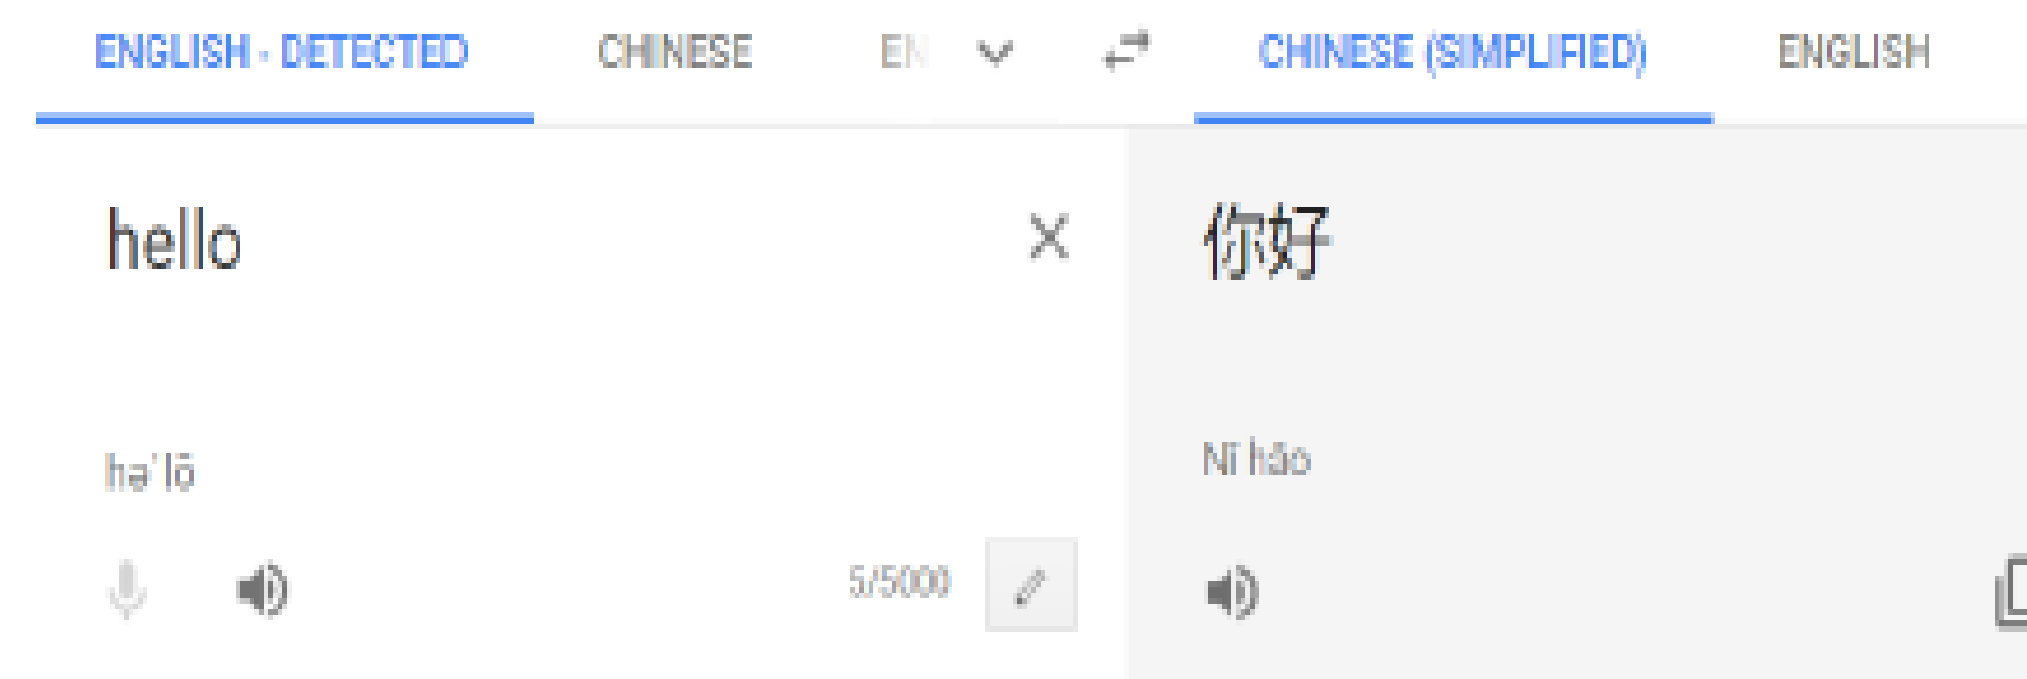 ENGLISH - DETECTED CHINESE EN CHINESE (SIMPLIFIED) ENGLISH
hello
你好
hə'lō
Nǐ hǎo
5/5000